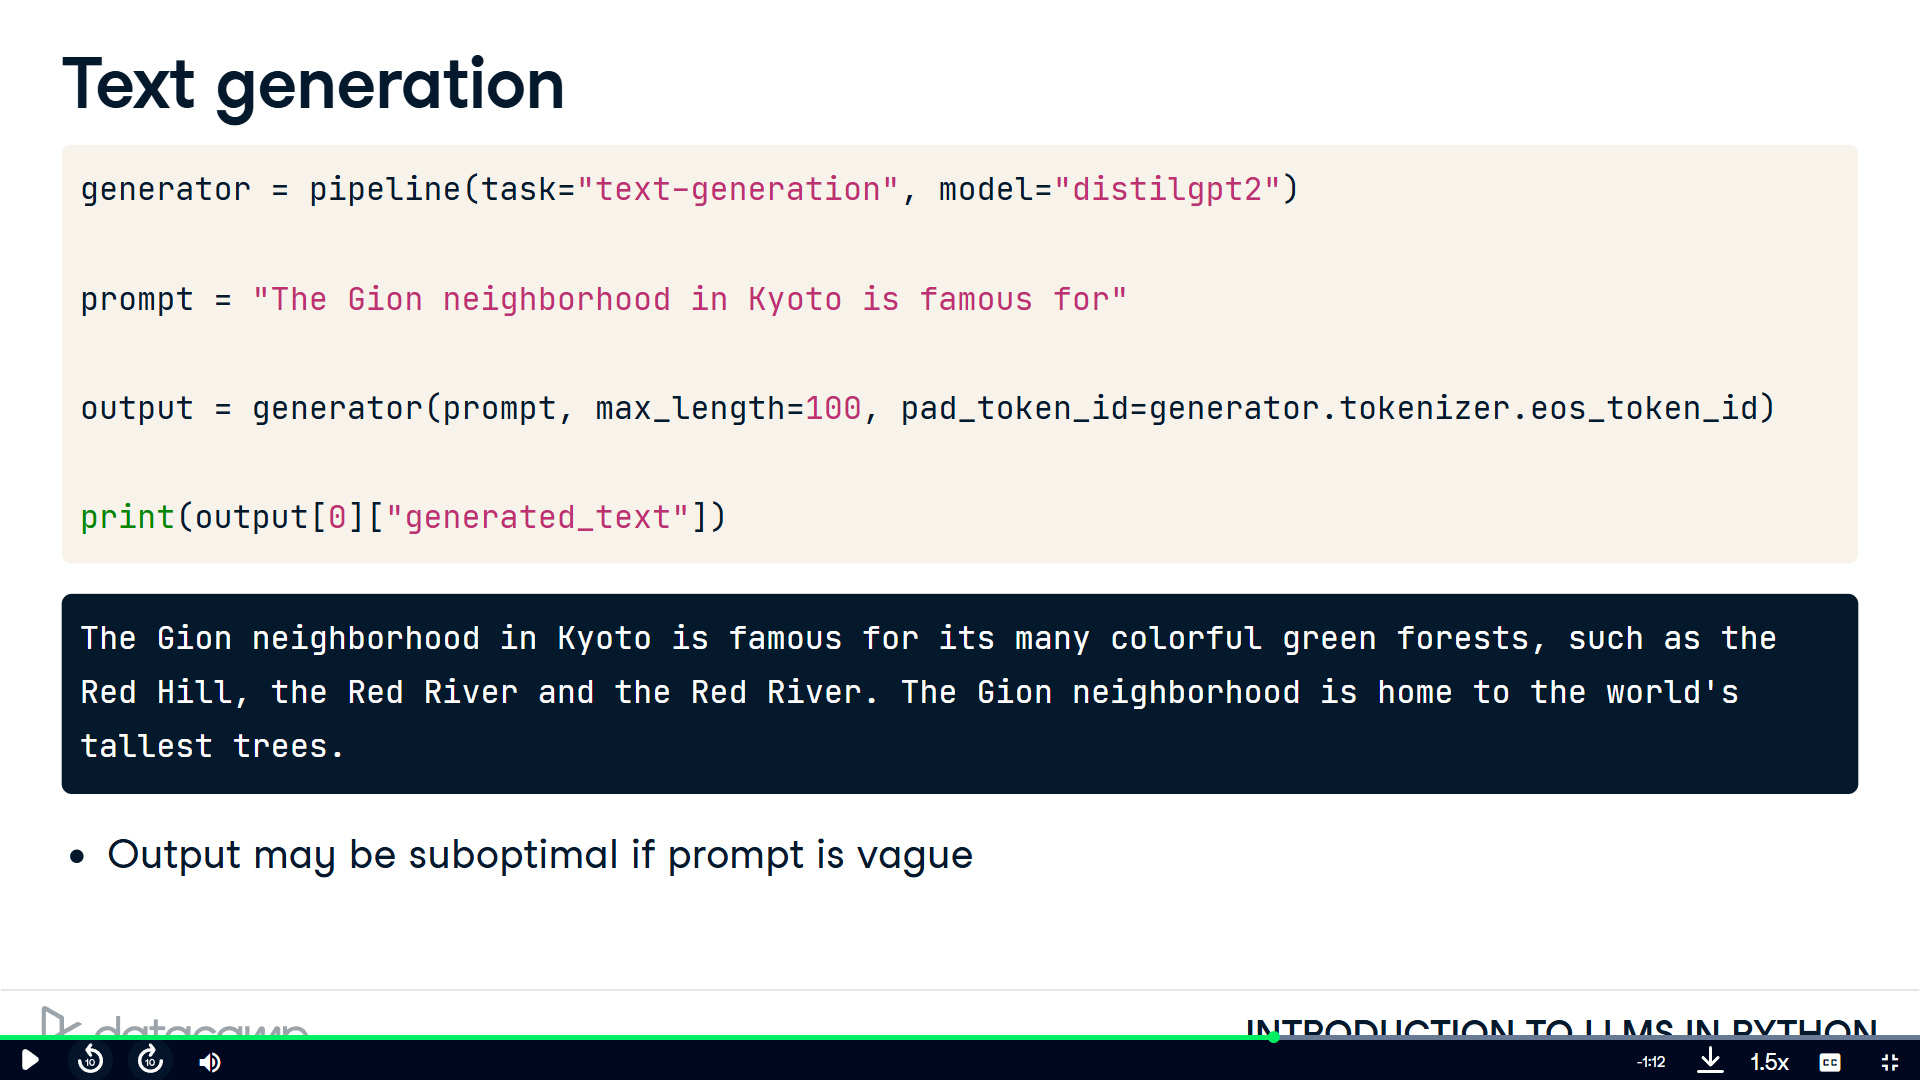 Text generation
generator = pipeline(task="text-generation", model="distilgpt2")
prompt = "The Gion neighborhood in Kyoto is famous for"
output = generator(prompt, max_length=100, pad_token_id=generator.tokenizer.eos_token_id)
print(output[0]["generated_text"])
The Gion neighborhood in Kyoto is famous for its many colorful green forests, such as the
Red Hill, the Red River and the Red River. The Gion neighborhood is home to the world's
tallest trees.
• Output may be suboptimal if prompt is vague
datacamp
INTRODUCTION TO LLMS IN PYTHON
10
10
-1:12
1.5x
CC